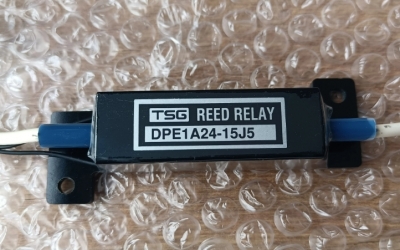 TSG REED RELAY
DPE1A24-15J5